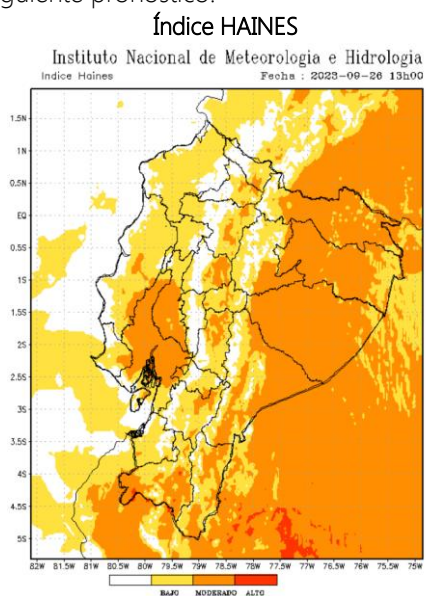 guiente pronóstico:
Índice HAINES
Instituto Nacional de Meteorologia e Hidrologia
Indice Haines Fecha : 2023-09-26 13h00
1.5N
1N
0.5N
EQ
0.5S
1S
1.5S
2S
2.5S
3S
3.5S
4S
4.5S
5S
82W 81.5W 81W 80.5W 80W 79.5W 79W 78.5W 78W 77.5W 77W 76.5W 76W 75.5W 75W
BAJO MODERADO ALTO